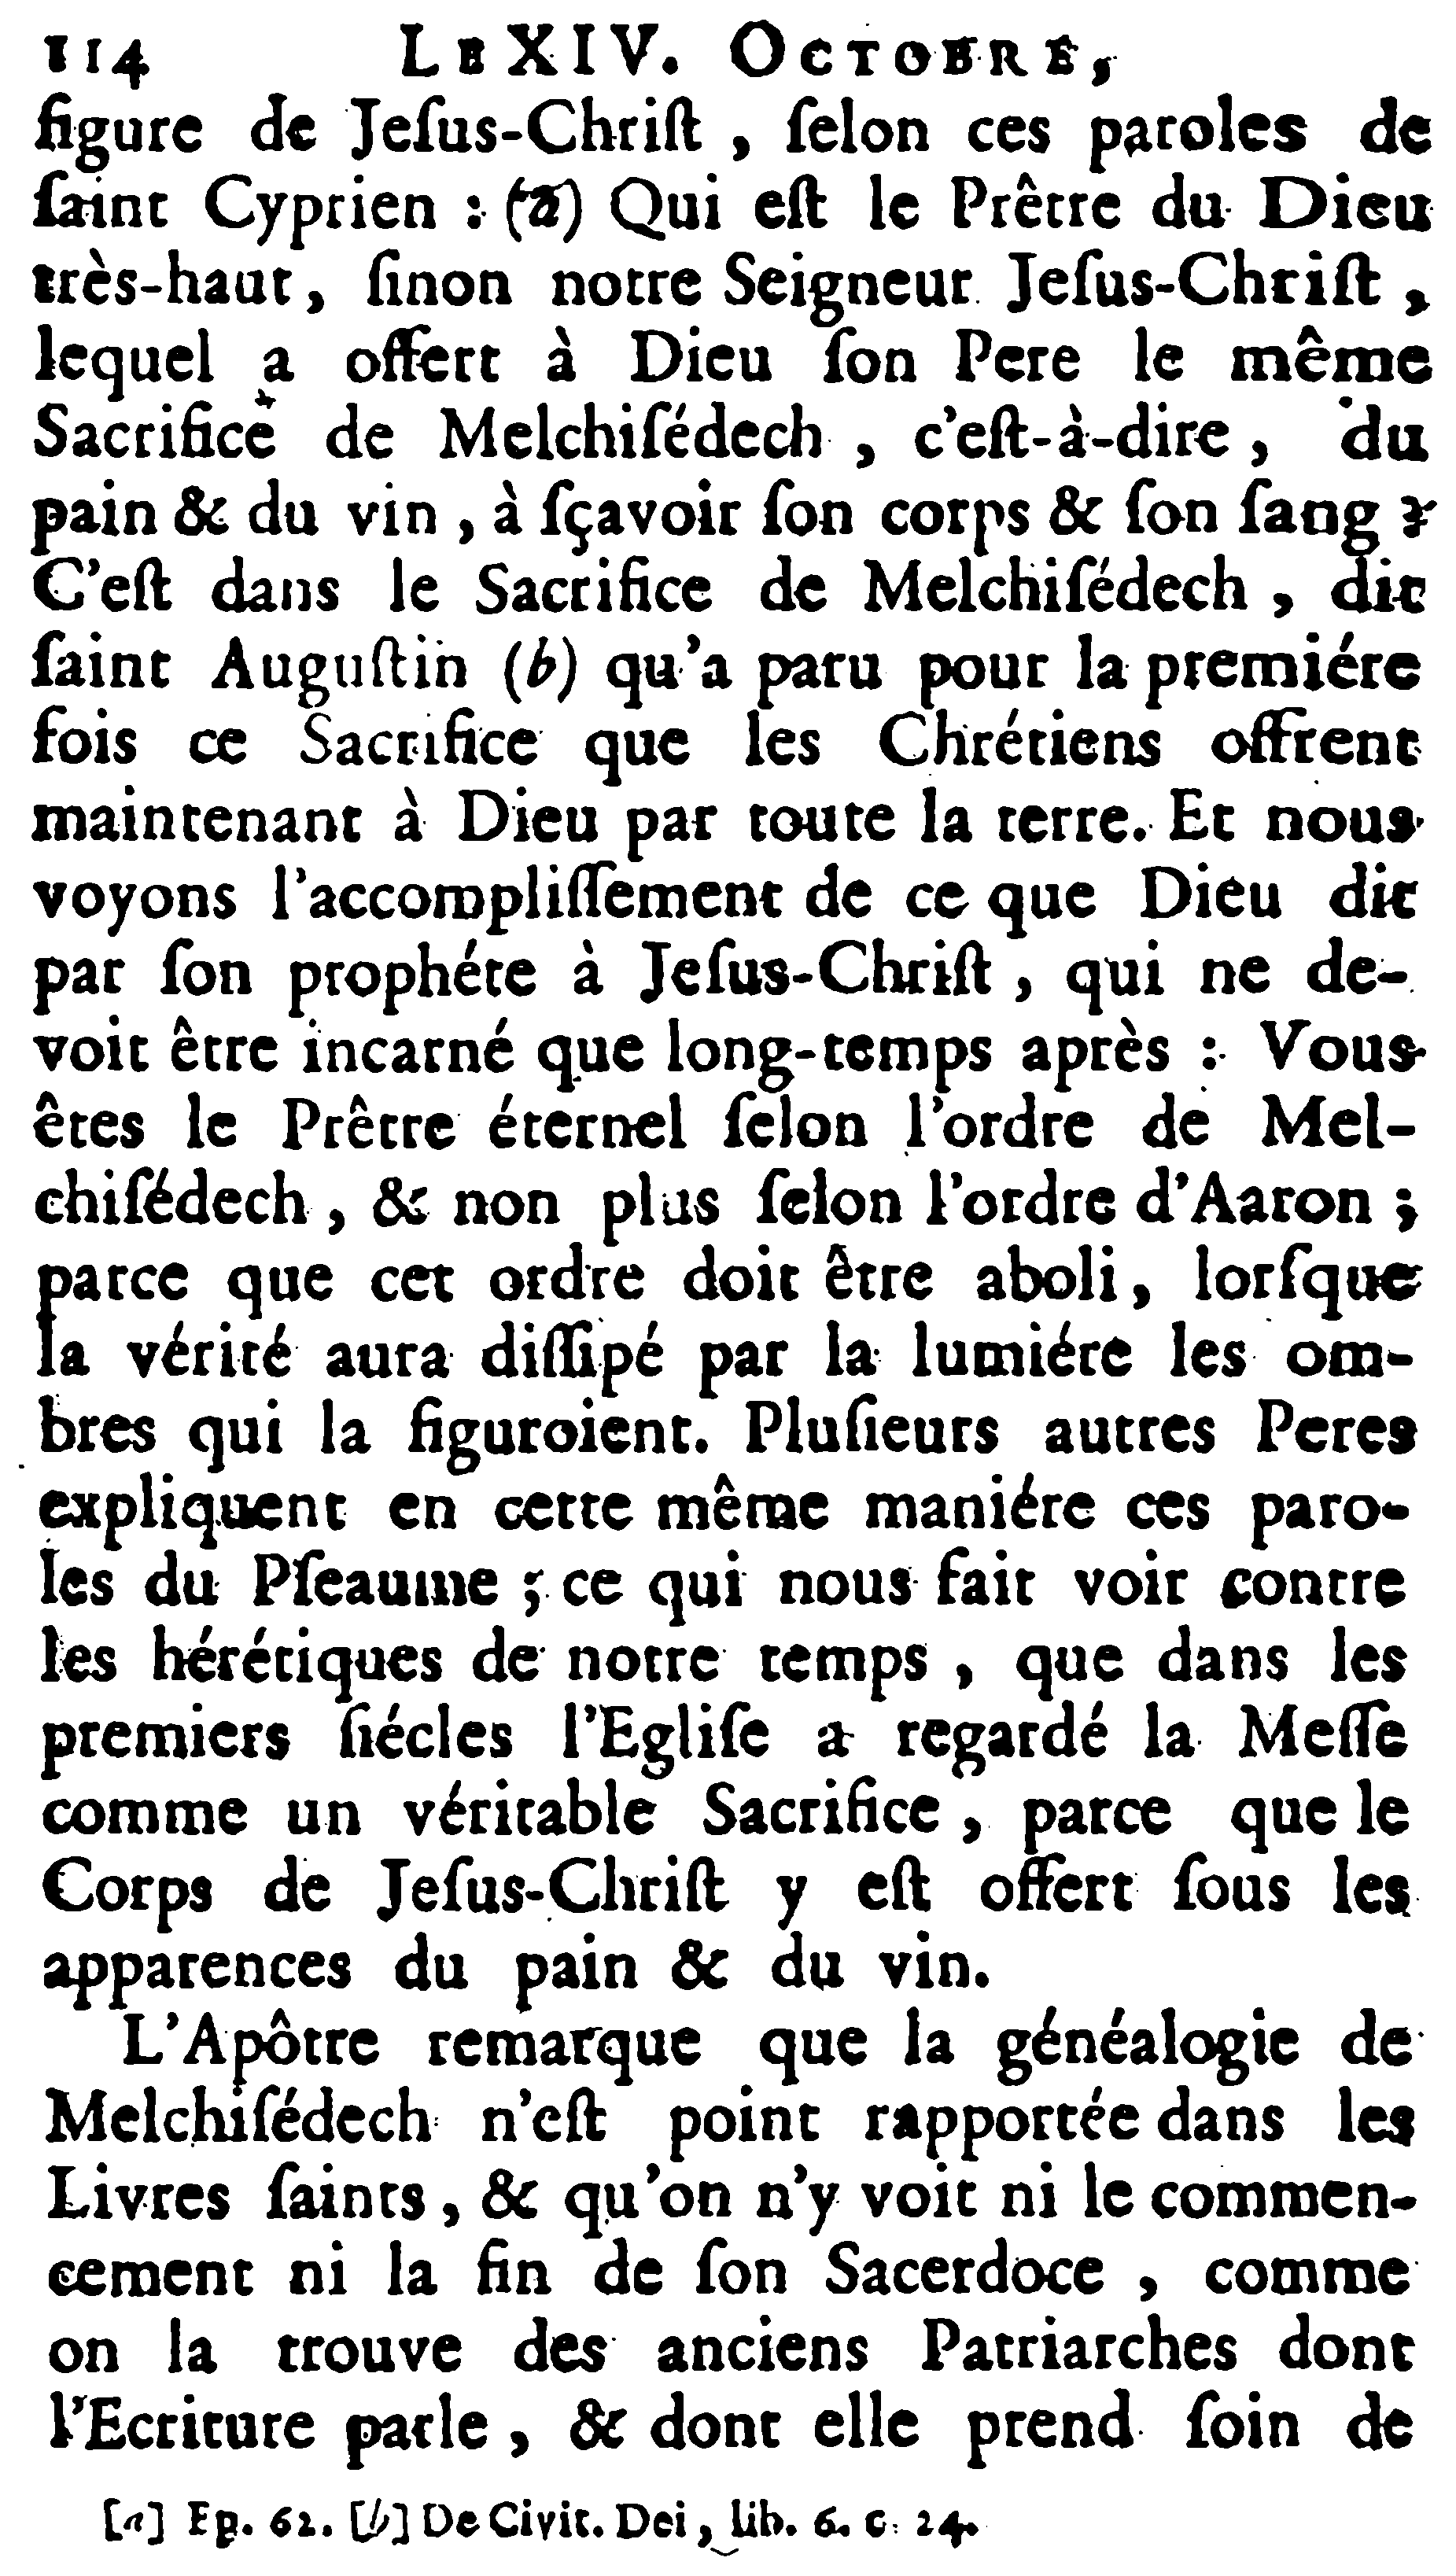 114 LE XIV. OCTOBRE,
figure de Jeſus-Chriſt, ſelon ces paroles de
ſaint Cyprien : (a) Qui eſt le Prêtre du Dieu
très-haut, ſinon notre Seigneur Jeſus-Chriſt,
lequel a offert à Dieu ſon Pere le même
Sacrifice de Melchiſédech, c'eſt-à-dire, du
pain & du vin, à ſçavoir ſon corps & ſon ſang ?
C'eſt dans le Sacrifice de Melchiſédech, dit
ſaint Auguſtin (b) qu'a paru pour la premiére
fois ce Sacrifice que les Chrétiens offrent
maintenant à Dieu par toute la terre. Et nous
voyons l'accompliſſement de ce que Dieu dit
par ſon prophéte à Jeſus-Chriſt, qui ne de-
voit être incarné que long-temps après : Vous
êtes le Prêtre éternel ſelon l'ordre de Mel-
chiſédech, & non plus ſelon l'ordre d'Aaron ;
parce que cet ordre doit être aboli, lorſque
la vérité aura diſſipé par la lumiére les om-
bres qui la figuroient. Pluſieurs autres Peres
expliquent en cette même maniére ces paro-
les du Pſeaume ; ce qui nous fait voir contre
les hérétiques de notre temps, que dans les
premiers ſiécles l'Egliſe a regardé la Meſſe
comme un véritable Sacrifice, parce que le
Corps de Jeſus-Chriſt y eſt offert ſous les
apparences du pain & du vin.
L'Apôtre remarque que la généalogie de
Melchiſédech n'eſt point rapportée dans les
Livres ſaints, & qu'on n'y voit ni le commen-
cement ni la fin de ſon Sacerdoce, comme
on la trouve des anciens Patriarches dont
l'Ecriture parle, & dont elle prend ſoin de
[a] Ep. 62. [b] De Civit. Dei, lib. 6. c. 24.